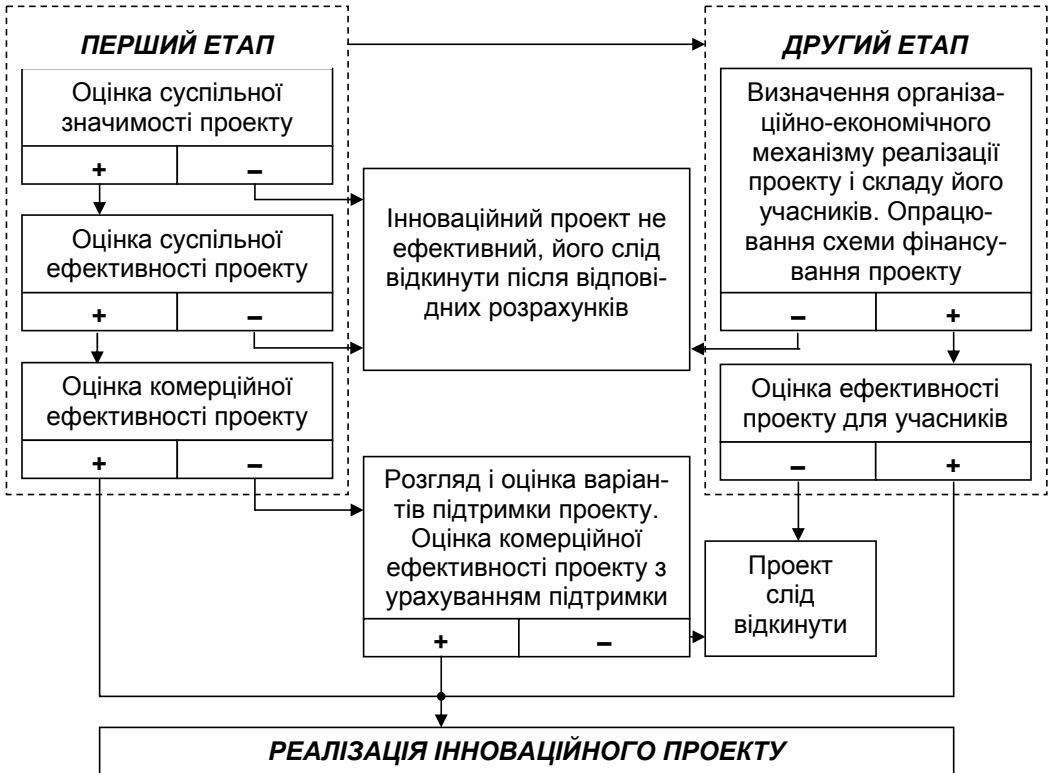 ПЕРШИЙ ЕТАП
Оцінка суспільної
значимості проекту
+ –
Оцінка суспільної
ефективності проекту
+ –
Оцінка комерційної
ефективності проекту
+ –
Інноваційний проект не
ефективний, його слід
відкинути після відпові-
дних розрахунків
Розгляд і оцінка варіан-
тів підтримки проекту.
Оцінка комерційної
ефективності проекту з
урахуванням підтримки
+ –
ДРУГИЙ ЕТАП
Визначення організа-
ційно-економічного
механізму реалізації
проекту і складу його
учасників. Опрацю-
вання схеми фінансу-
вання проекту
– +
Оцінка ефективності
проекту для учасників
– +
Проект
слід
відкинути
РЕАЛІЗАЦІЯ ІННОВАЦІЙНОГО ПРОЕКТУ